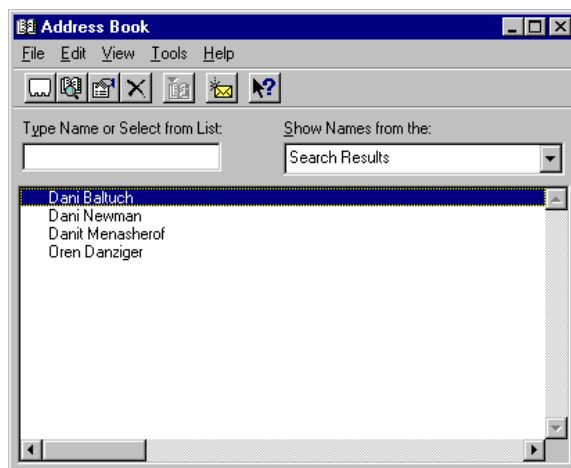 Address Book
File Edit View Tools Help
Type Name or Select from List:
Show Names from the:
Search Results
Dani Baltuch
Dani Newman
Danit Menasherof
Oren Danziger